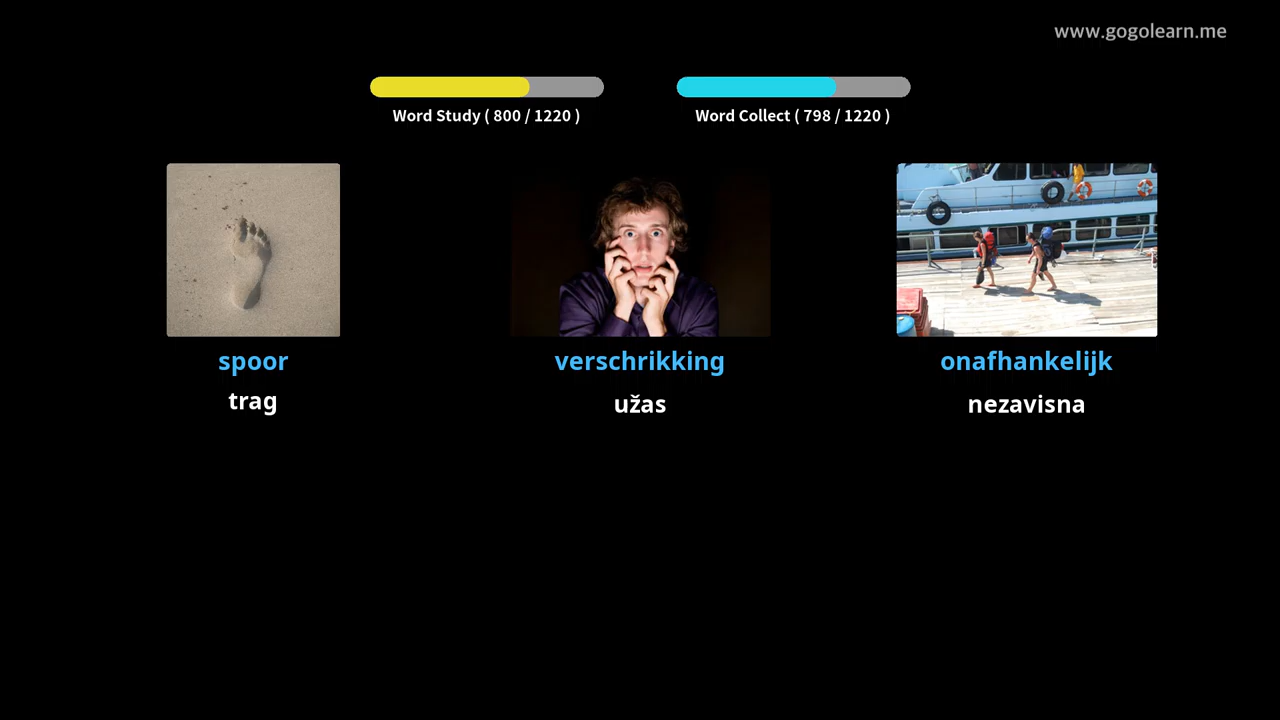 www.gogolearn.me
Word Study ( 800 / 1220 )
Word Collect ( 798 / 1220 )
spoor
trag
verschrikking
užas
onafhankelijk
nezavisna